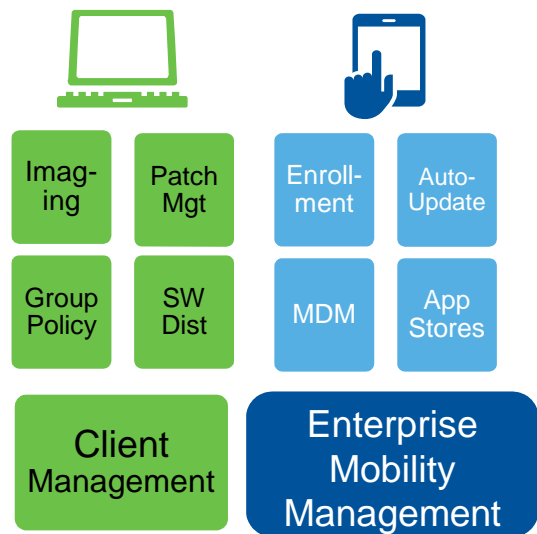 Imag-
ing
Patch
Mgt
Enroll-
ment
Auto-
Update
Group
Policy
SW
Dist
MDM
App
Stores
Client
Management
Enterprise
Mobility
Management